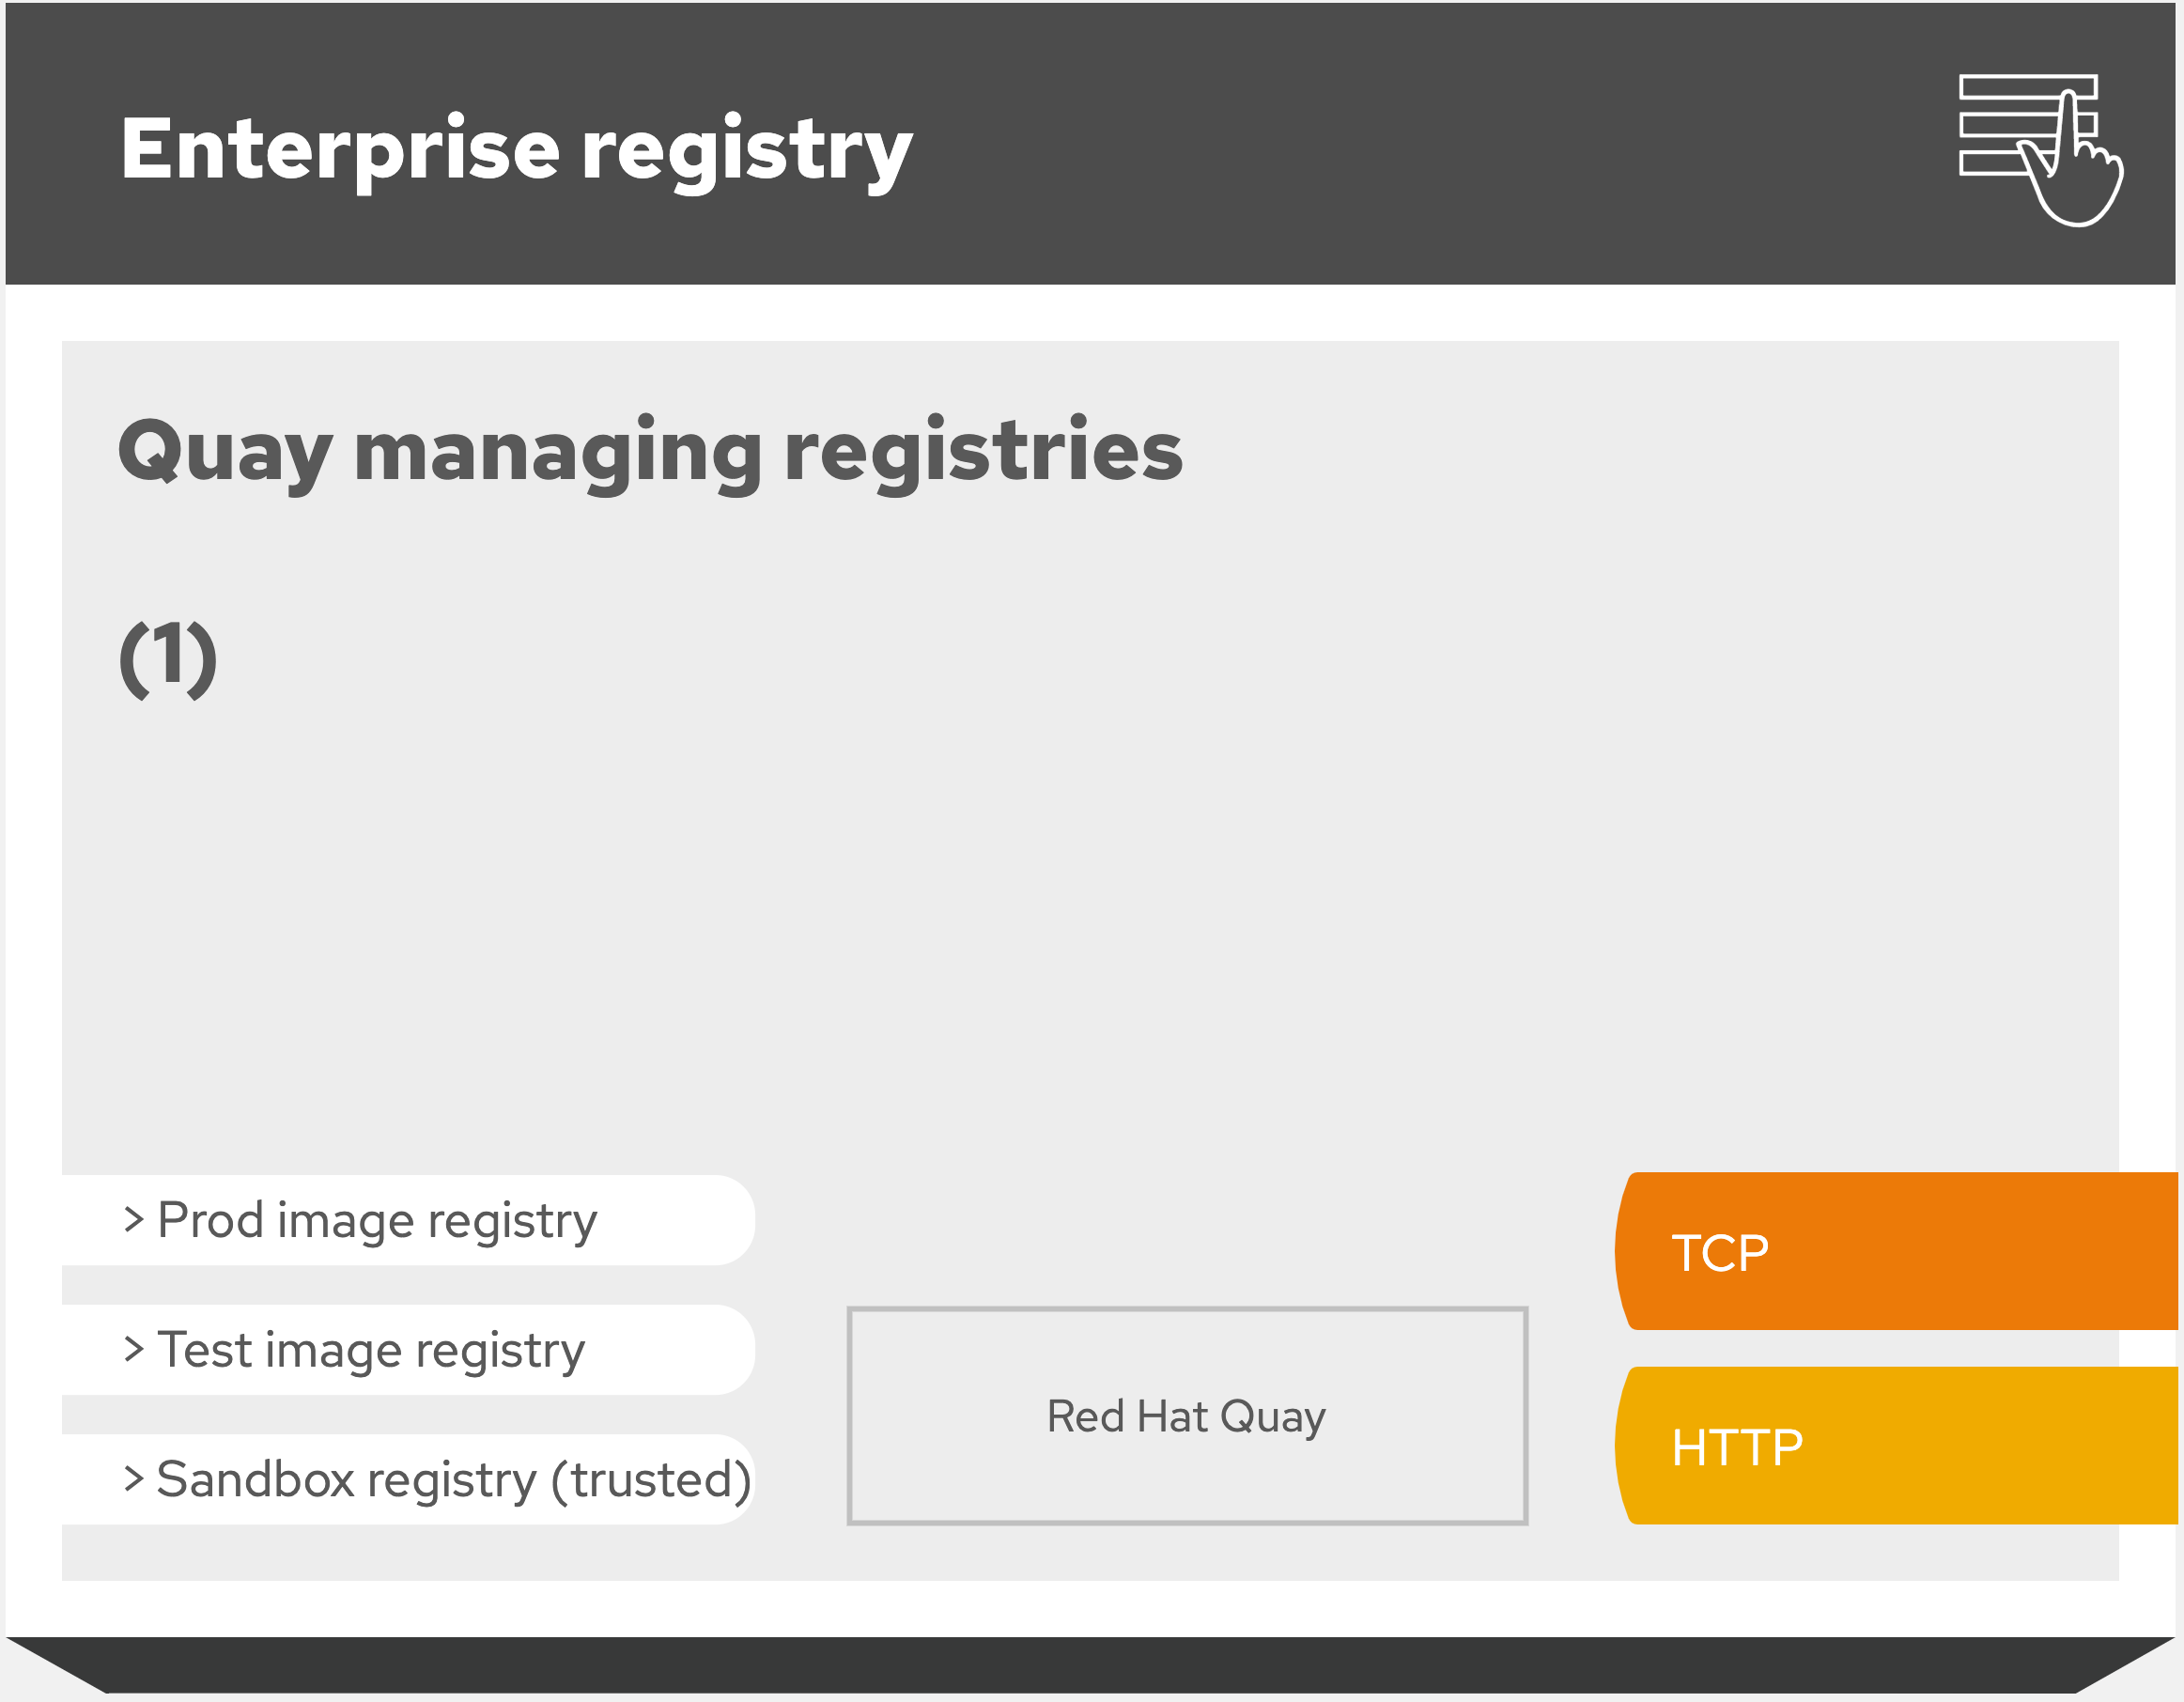 Enterprise registry
Quay managing registries
(1)
> Prod image registry
> Test image registry
> Sandbox registry (trusted)
Red Hat Quay
TCP
HTTP